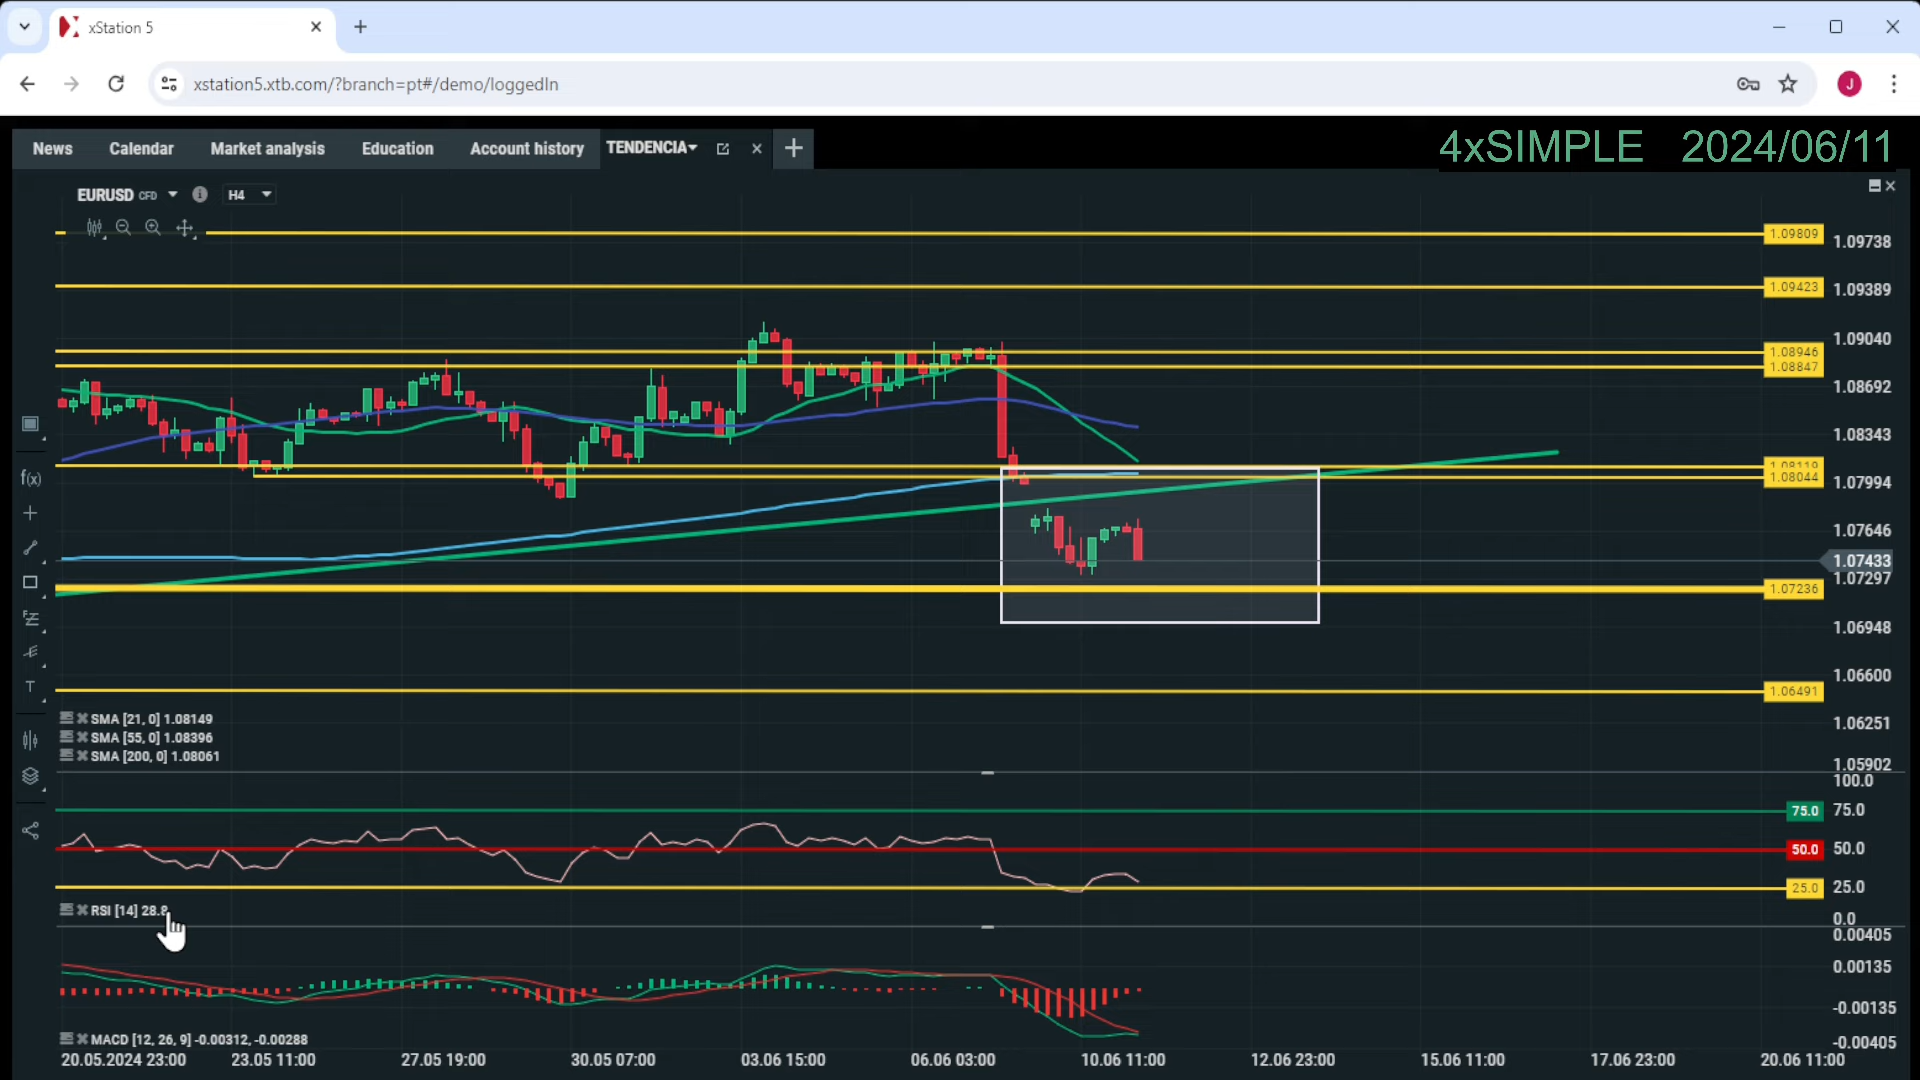 xStation 5
xstation5.xtb.com/?branch=pt#/demo/loggedIn
J
News Calendar Market analysis Education Account history TENDENCIA
4xSIMPLE 2024/06/11
EURUSD CFD H4
1.09809
1.09738
1.09423
1.09389
1.09040
1.08946
1.08847
1.08692
1.08343
1.08119
1.08044
1.07994
1.07646
1.07433
1.07297
1.07236
1.06948
1.06600
1.06491
1.06251
1.05902
f(x)
T
SMA [21, 0] 1.08149
SMA [55, 0] 1.08396
SMA [200, 0] 1.08061
100.0
75.0 75.0
50.0 50.0
25.0 25.0
0.0
RSI [14] 28.8
0.00405
0.00135
-0.00135
-0.00405
MACD [12, 26, 9] -0.00312, -0.00288
20.05.2024 23:00 23.05 11:00 27.05 19:00 30.05 07:00 03.06 15:00 06.06 03:00 10.06 11:00 12.06 23:00 15.06 11:00 17.06 23:00 20.06 11:00